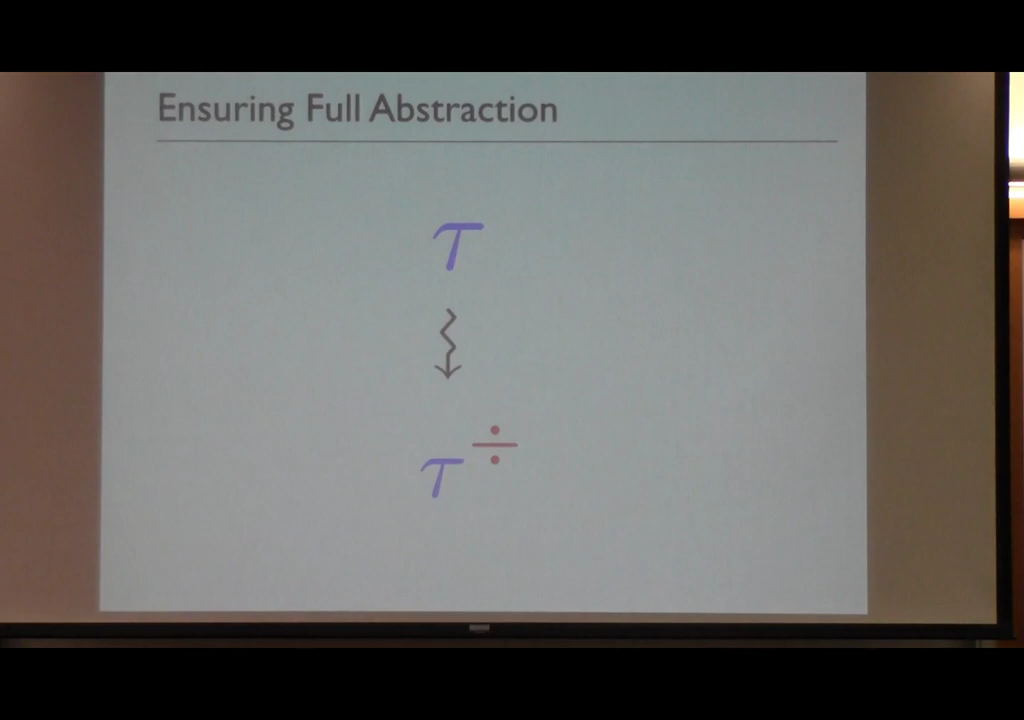 Ensuring Full Abstraction
τ
τ ÷